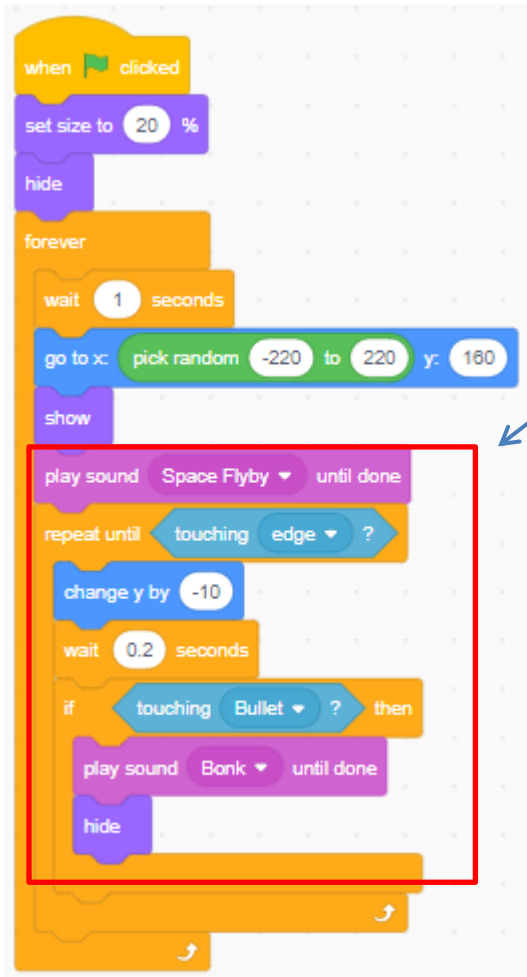 when clicked
set size to 20 %
hide
forever
wait 1 seconds
go to x: pick random -220 to 220 y: 160
show
play sound Space Flyby until done
repeat until touching edge ?
change y by -10
wait 0.2 seconds
if touching Bullet ? then
play sound Bonk until done
hide